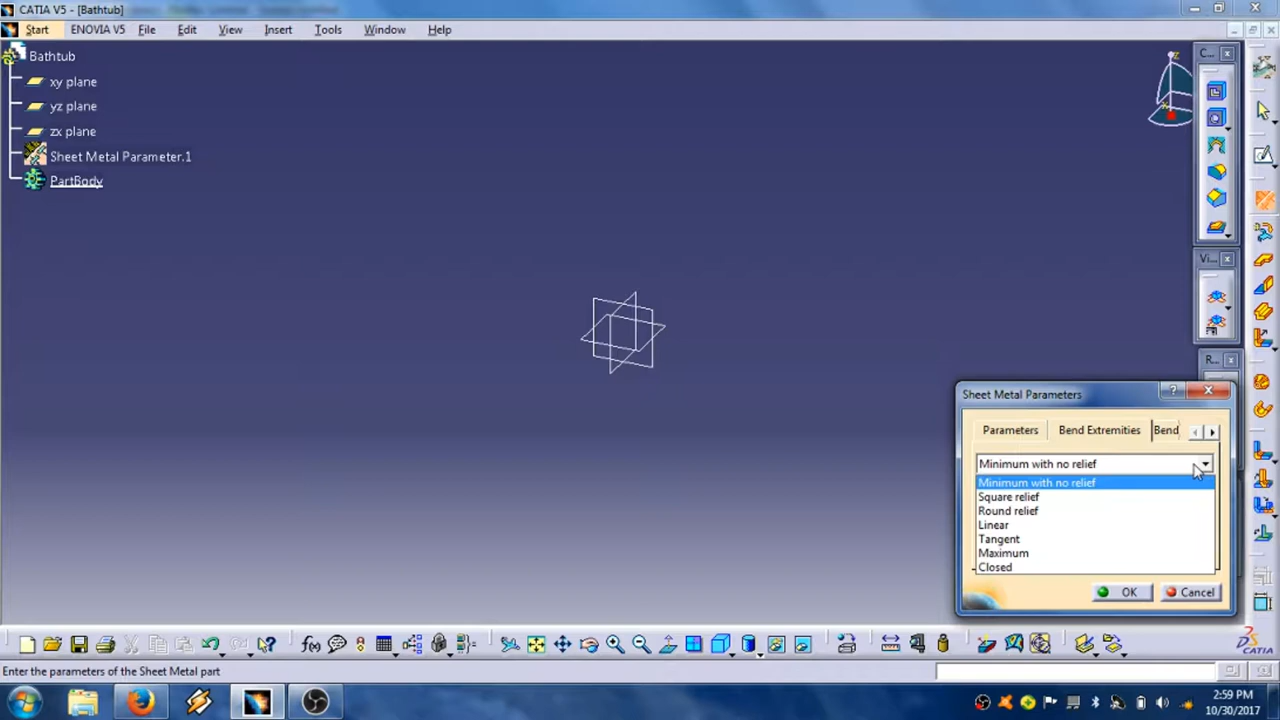 CATIA V5 - [Bathtub]
Start
ENOVIA V5
File
Edit
View
Insert
Tools
Window
Help
Bathtub
xy plane
yz plane
zx plane
Sheet Metal Parameter.1
PartBody
C...
Vi...
R...
z
x
Sheet Metal Parameters
?
Parameters
Bend Extremities
Bend
Minimum with no relief
Minimum with no relief
Square relief
Round relief
Linear
Tangent
Maximum
Closed
OK
Cancel
f(x)
CATIA
Enter the parameters of the Sheet Metal part
2:59 PM
10/30/2017